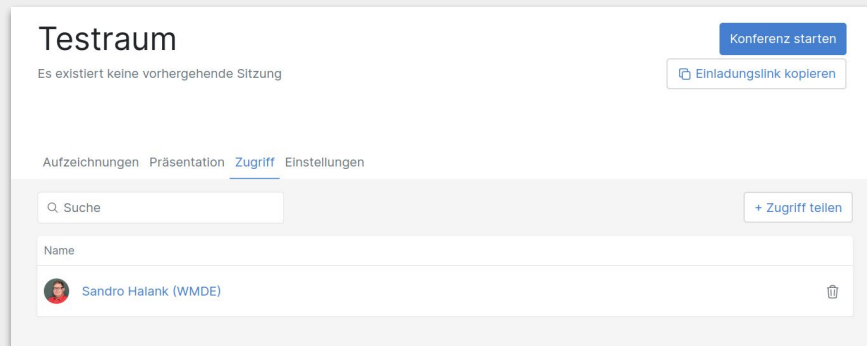 Testraum
Konferenz starten
Es existiert keine vorhergehende Sitzung
Einladungslink kopieren
Aufzeichnungen Präsentation Zugriff Einstellungen
Suche
+ Zugriff teilen
Name
Sandro Halank (WMDE)